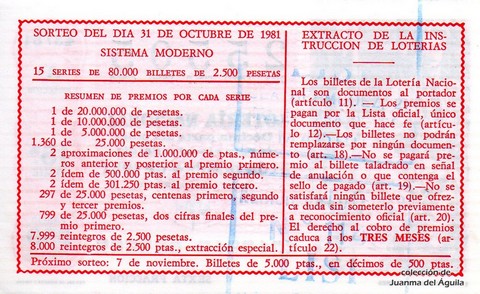 SORTEO DEL DIA 31 DE OCTUBRE DE 1981
SISTEMA MODERNO
15 SERIES DE 80.000 BILLETES DE 2.500 PESETAS
RESUMEN DE PREMIOS POR CADA SERIE
1 de 20.000.000 de pesetas.
1 de 10.000.000 de pesetas.
1 de 5.000.000 de pesetas.
1.360 de 25.000 pesetas.
2 aproximaciones de 1.000.000 de ptas., núme-
ros anterior y posterior al premio primero.
2 ídem de 500.000 ptas. al premio segundo.
2 ídem de 301.250 ptas. al premio tercero.
297 de 25.000 pesetas, centenas primero, segundo
y tercer premios.
799 de 25.000 pesetas, dos cifras finales del pre-
mio primero.
7.999 reintegros de 2.500 pesetas.
8.000 reintegros de 2.500 ptas., extracción especial.
EXTRACTO DE LA INS-
TRUCCION DE LOTERIAS
Los billetes de la Lotería Nacio-
nal son documentos al portador
(artículo 11). — Los premios se
pagan por la Lista oficial, único
documento que hace fe (artícu-
lo 12).—Los billetes no podrán
remplazarse por ningún documen-
to (art. 18).—No se pagará pre-
mio al billete taladrado en señal
de anulación o que contenga el
sello de pagado (art. 19).—No se
satisfará ningún billete que ofrez-
ca duda sin someterlo previamente
a reconocimiento oficial (art. 20).
El derecho al cobro de premios
caduca a los TRES MESES (ar-
tículo 22).
Próximo sorteo: 7 de noviembre. Billetes de 5.000 ptas., en décimos de 500 ptas.
colección de
Juanma del Águila